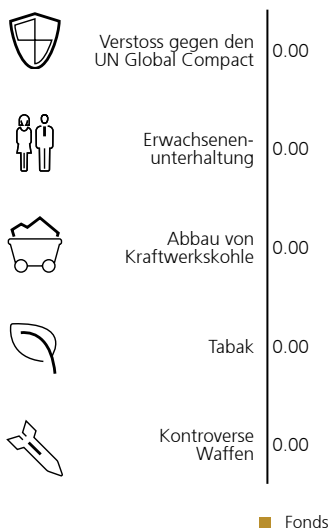 Verstoss gegen den
UN Global Compact
0.00
Erwachsenen-
unterhaltung
0.00
Abbau von
Kraftwerkskohle
0.00
Tabak
0.00
Kontroverse
Waffen
0.00
Fonds